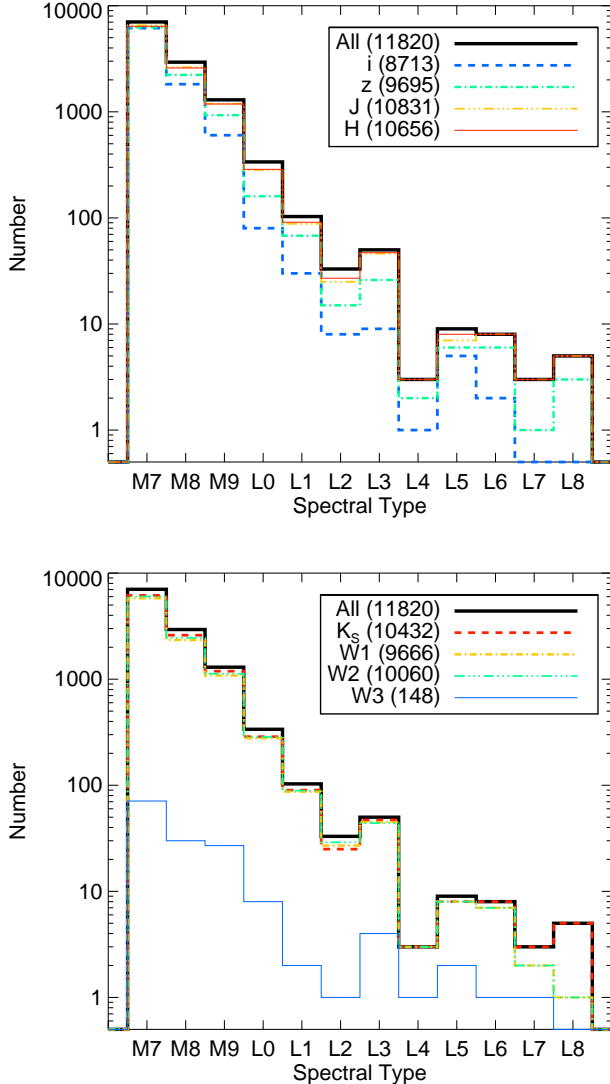 10000
1000
100
10
1
Number
All (11820)
i (8713)
z (9695)
J (10831)
H (10656)
M7 M8 M9 L0 L1 L2 L3 L4 L5 L6 L7 L8
Spectral Type
10000
1000
100
10
1
Number
All (11820)
KS (10432)
W1 (9666)
W2 (10060)
W3 (148)
M7 M8 M9 L0 L1 L2 L3 L4 L5 L6 L7 L8
Spectral Type